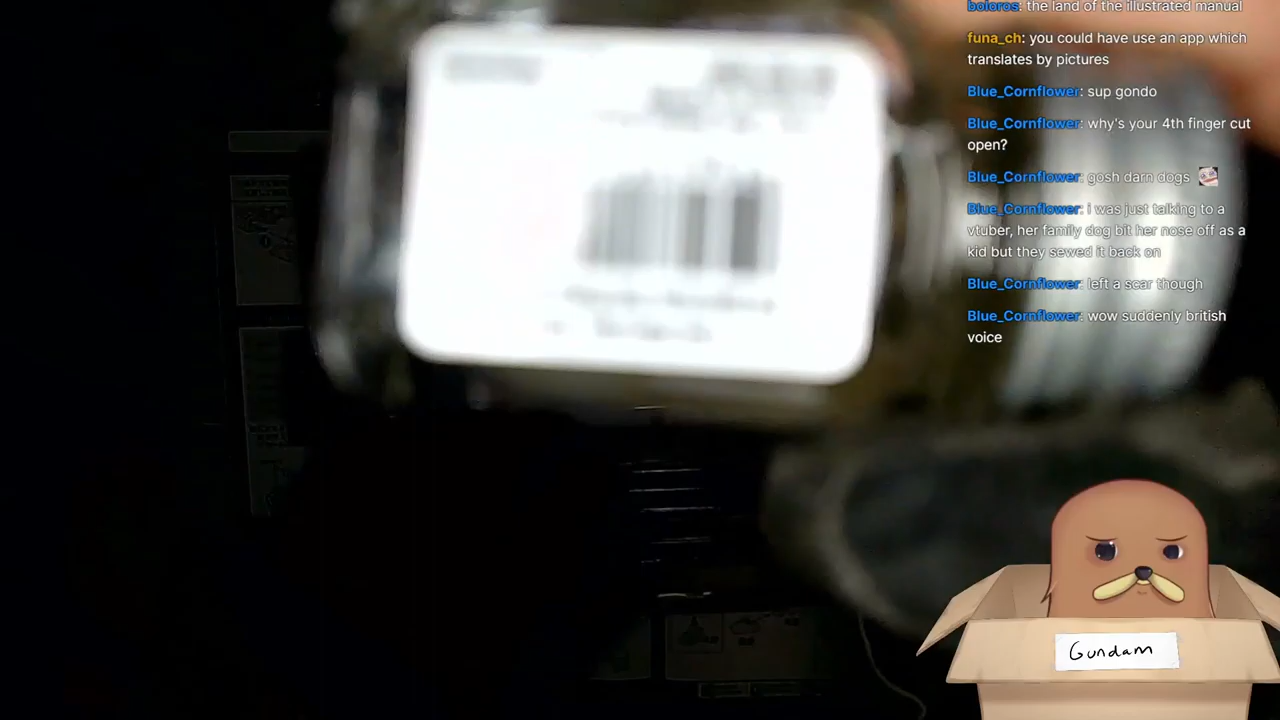 boloros: the land of the illustrated manual
funa_ch: you could have use an app which
translates by pictures
Blue_Cornflower: sup gondo
Blue_Cornflower: why's your 4th finger cut
open?
Blue_Cornflower: gosh darn dogs
Blue_Cornflower: i was just talking to a
vtuber, her family dog bit her nose off as a
kid but they sewed it back on
Blue_Cornflower: left a scar though
Blue_Cornflower: wow suddenly british
voice
Gundam